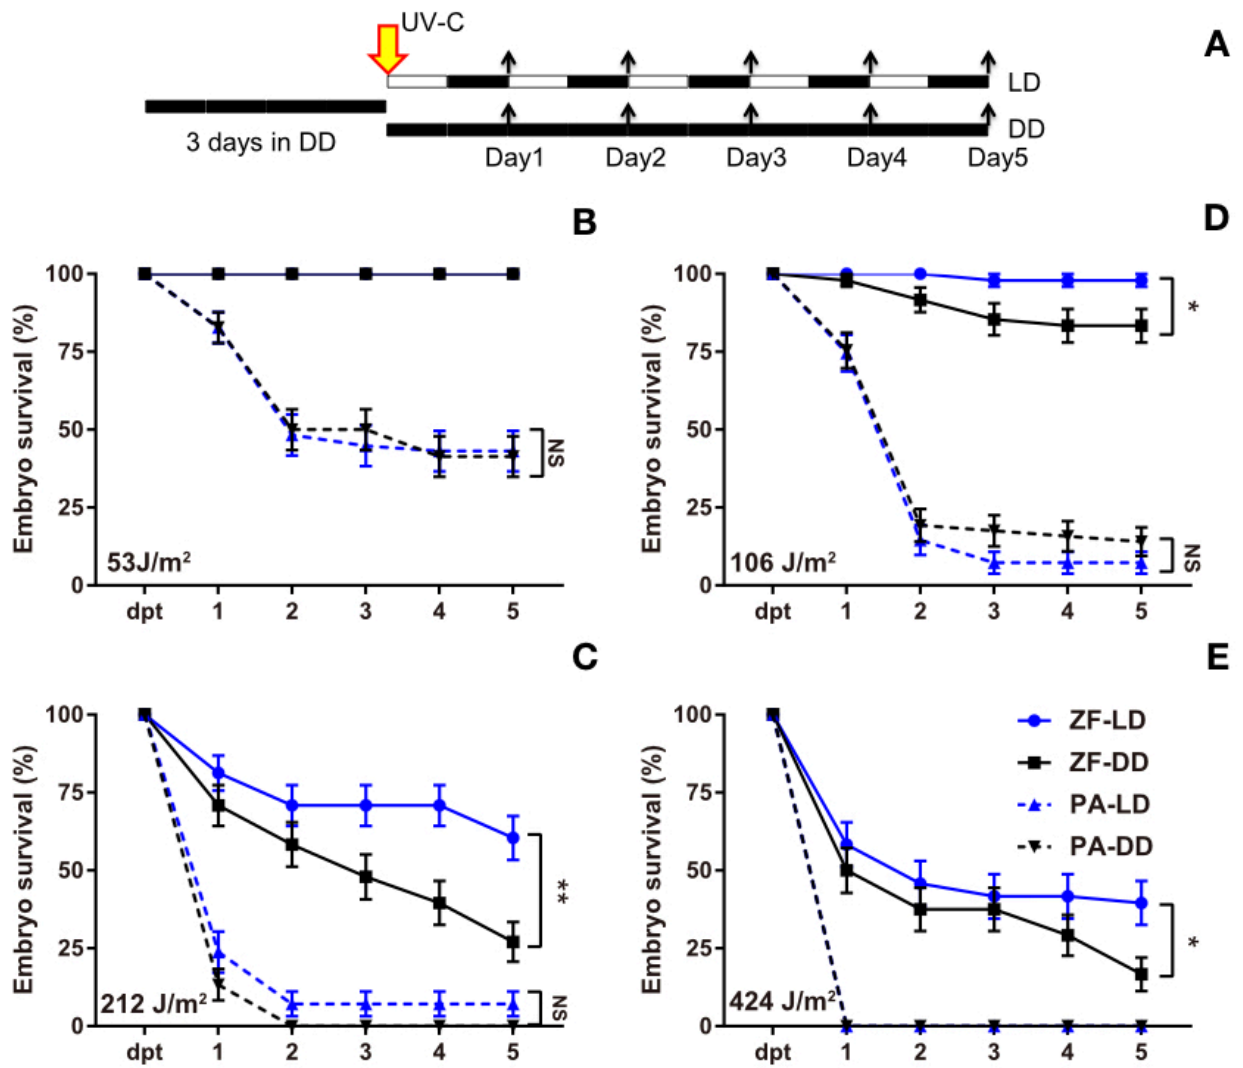 UV-C
A
LD
3 days in DD
DD
Day1 Day2 Day3 Day4 Day5
B
100
75
50
25
0
Embryo survival (%)
NS
53J/m²
dpt 1 2 3 4 5
D
100
75
50
25
0
Embryo survival (%)
*
NS
106 J/m²
dpt 1 2 3 4 5
C
100
75
50
25
0
Embryo survival (%)
**
NS
212 J/m²
dpt 1 2 3 4 5
E
100
75
50
25
0
Embryo survival (%)
ZF-LD
ZF-DD
PA-LD
PA-DD
*
424 J/m²
dpt 1 2 3 4 5